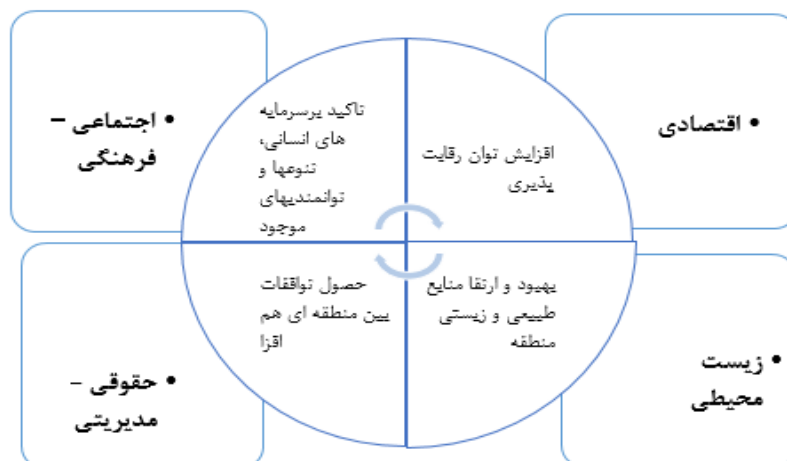 • اقتصادی
افزایش توان رقابت
پذیری
• اجتماعی –
فرهنگی
تاکید برسرمایه
های انسانی،
تنوعها و
توانمندیهای
موجود
• زیست
محیطی
بهبود و ارتقا منابع
طبیعی و زیستی
منطقه
• حقوقی –
مدیریتی
حصول توافقات
بین منطقه ای هم
افزا